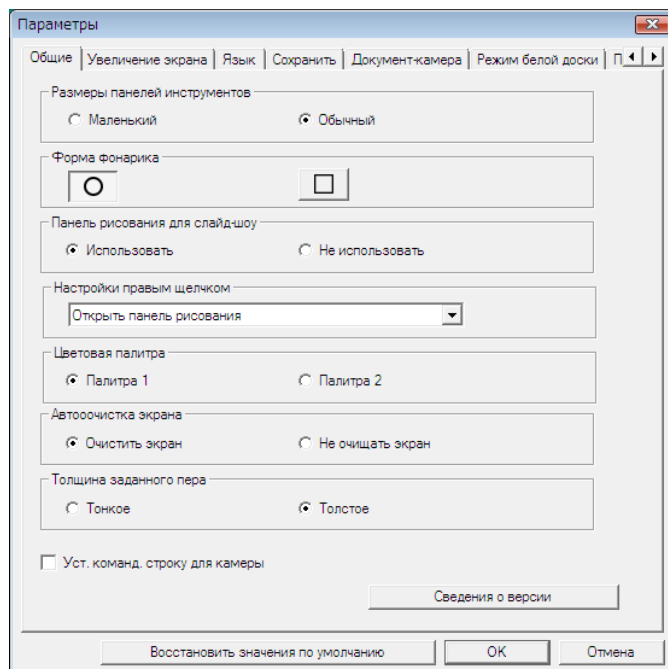 Параметры
Общие Увеличение экрана Язык Сохранить Документ-камера Режим белой доски П
Размеры панелей инструментов
Маленький Обычный
Форма фонарика
Панель рисования для слайд-шоу
Использовать Не использовать
Настройки правым щелчком
Открыть панель рисования
Цветовая палитра
Палитра 1 Палитра 2
Автооочистка экрана
Очистить экран Не очищать экран
Толщина заданного пера
Тонкое Толстое
Уст. команд. строку для камеры
Сведения о версии
Восстановить значения по умолчанию OK Отмена